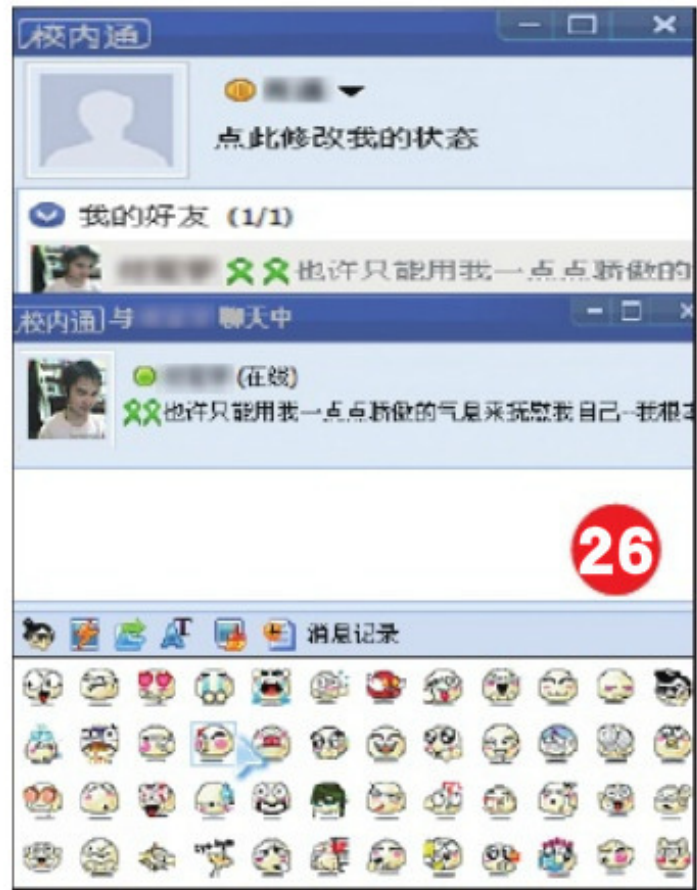 校内通
点此修改我的状态
我的好友 (1/1)
也许只能用我一点点骄傲的
校内通 与 聊天中
(在线)
也许只能用我一点点骄傲的气息来抚慰我自己--我根本
26
消息记录
bye bye